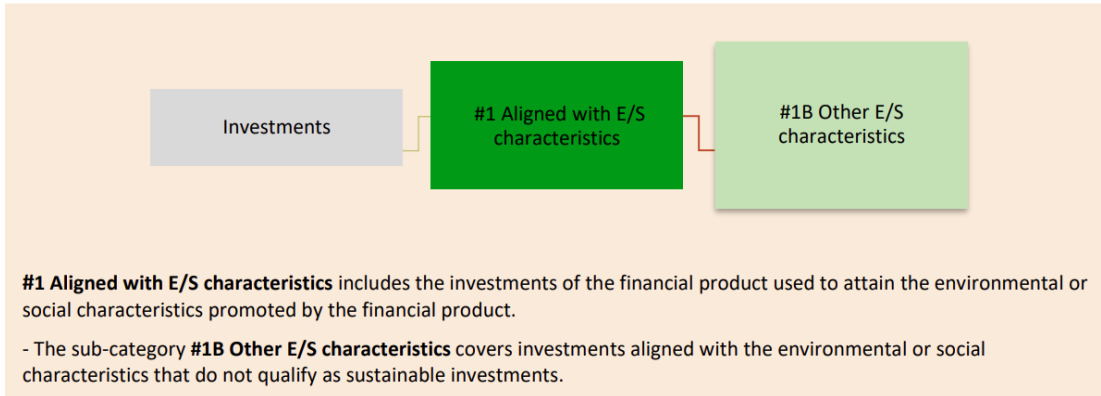 Investments
#1 Aligned with E/S
characteristics
#1B Other E/S
characteristics
#1 Aligned with E/S characteristics includes the investments of the financial product used to attain the environmental or
social characteristics promoted by the financial product.
- The sub-category #1B Other E/S characteristics covers investments aligned with the environmental or social
characteristics that do not qualify as sustainable investments.